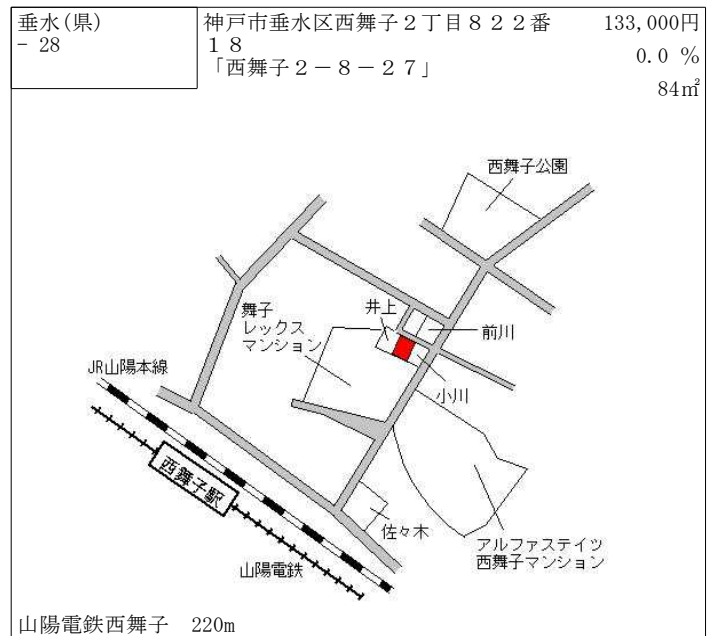 垂水(県)
- 28
神戸市垂水区西舞子２丁目８２２番
１８
「西舞子２－８－２７」
133,000円
0.0 %
84㎡
西舞子公園
井上
舞子
レックス
マンション
前川
小川
JR山陽本線
西舞子駅
佐々木
アルファステイツ
西舞子マンション
山陽電鉄
山陽電鉄西舞子　220m